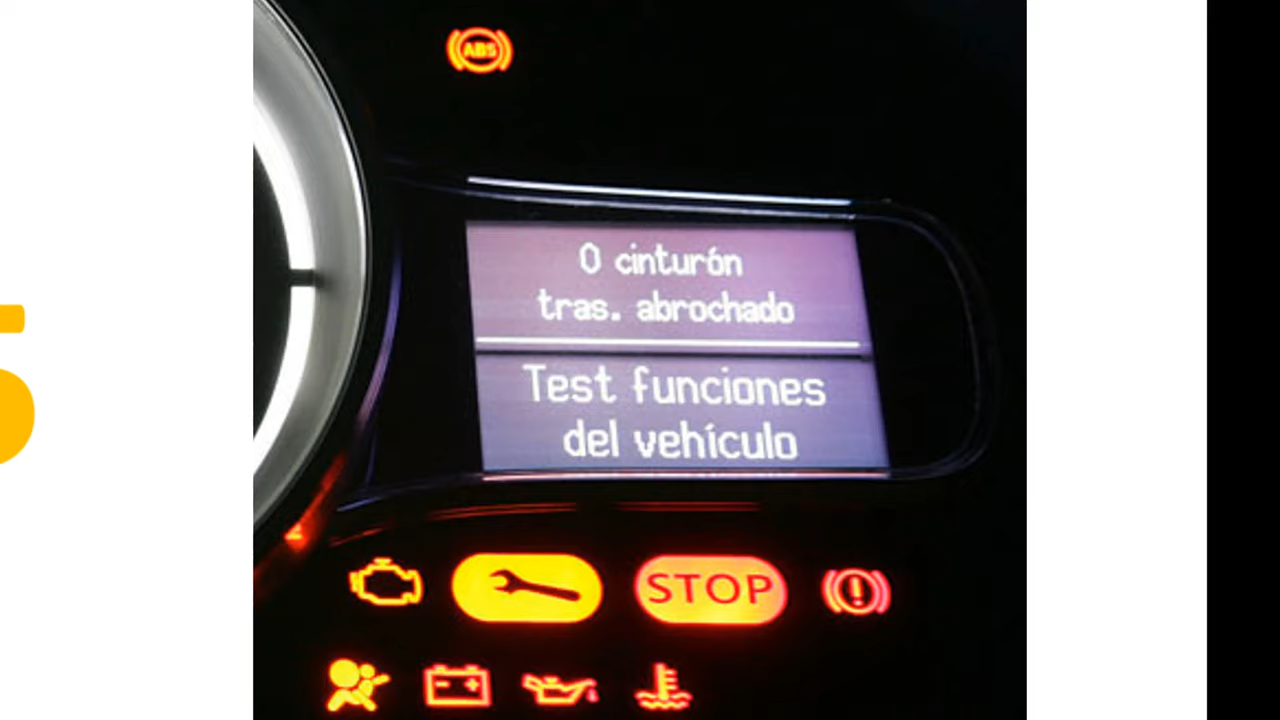 ABS
0 cinturón
tras. abrochado
Test funciones
del vehículo
STOP